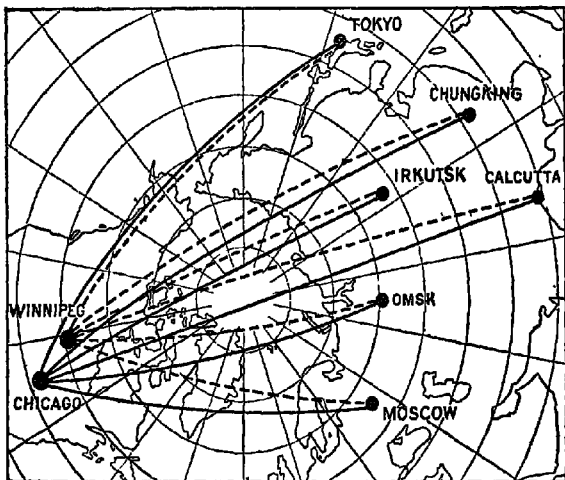 TOKYO
CHUNGKING
IRKUTSK
CALCUTTA
WINNIPEG
OMSK
CHICAGO
MOSCOW